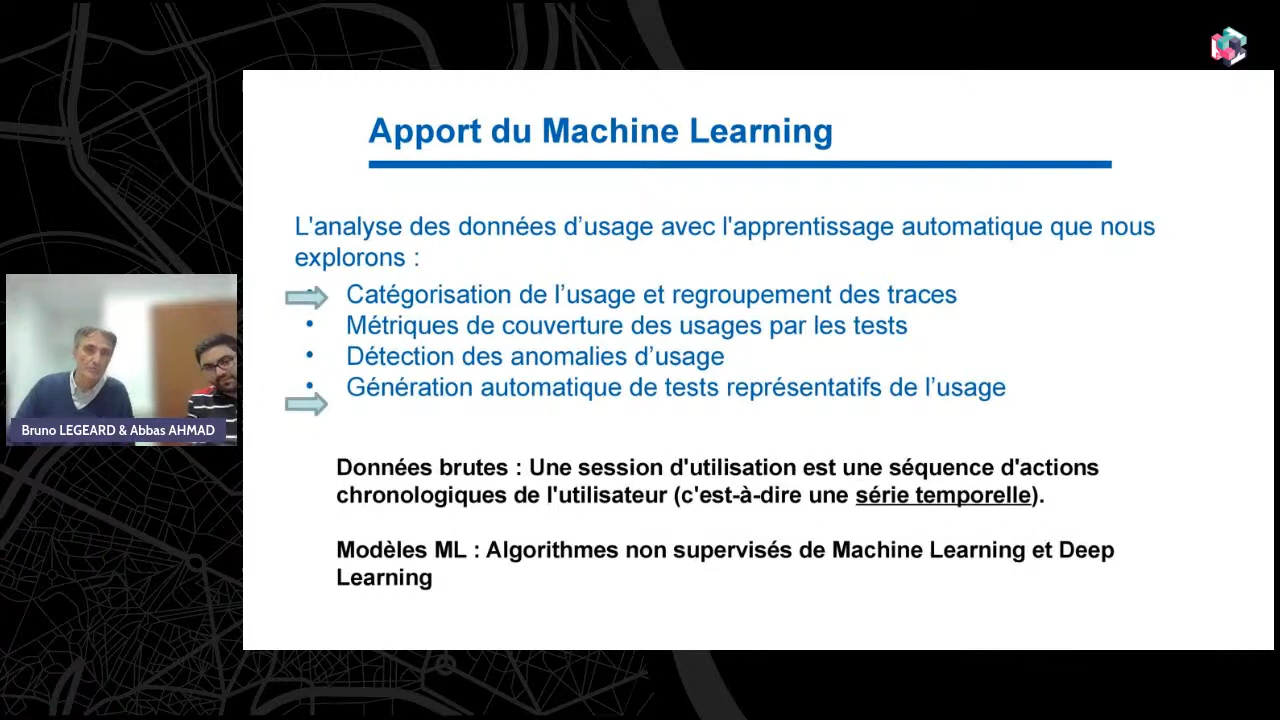 Apport du Machine Learning
L'analyse des données d’usage avec l'apprentissage automatique que nous
explorons :
Catégorisation de l’usage et regroupement des traces
• Métriques de couverture des usages par les tests
• Détection des anomalies d’usage
• Génération automatique de tests représentatifs de l’usage
Données brutes : Une session d'utilisation est une séquence d'actions
chronologiques de l'utilisateur (c'est-à-dire une série temporelle).
Modèles ML : Algorithmes non supervisés de Machine Learning et Deep
Learning
Bruno LEGEARD & Abbas AHMAD